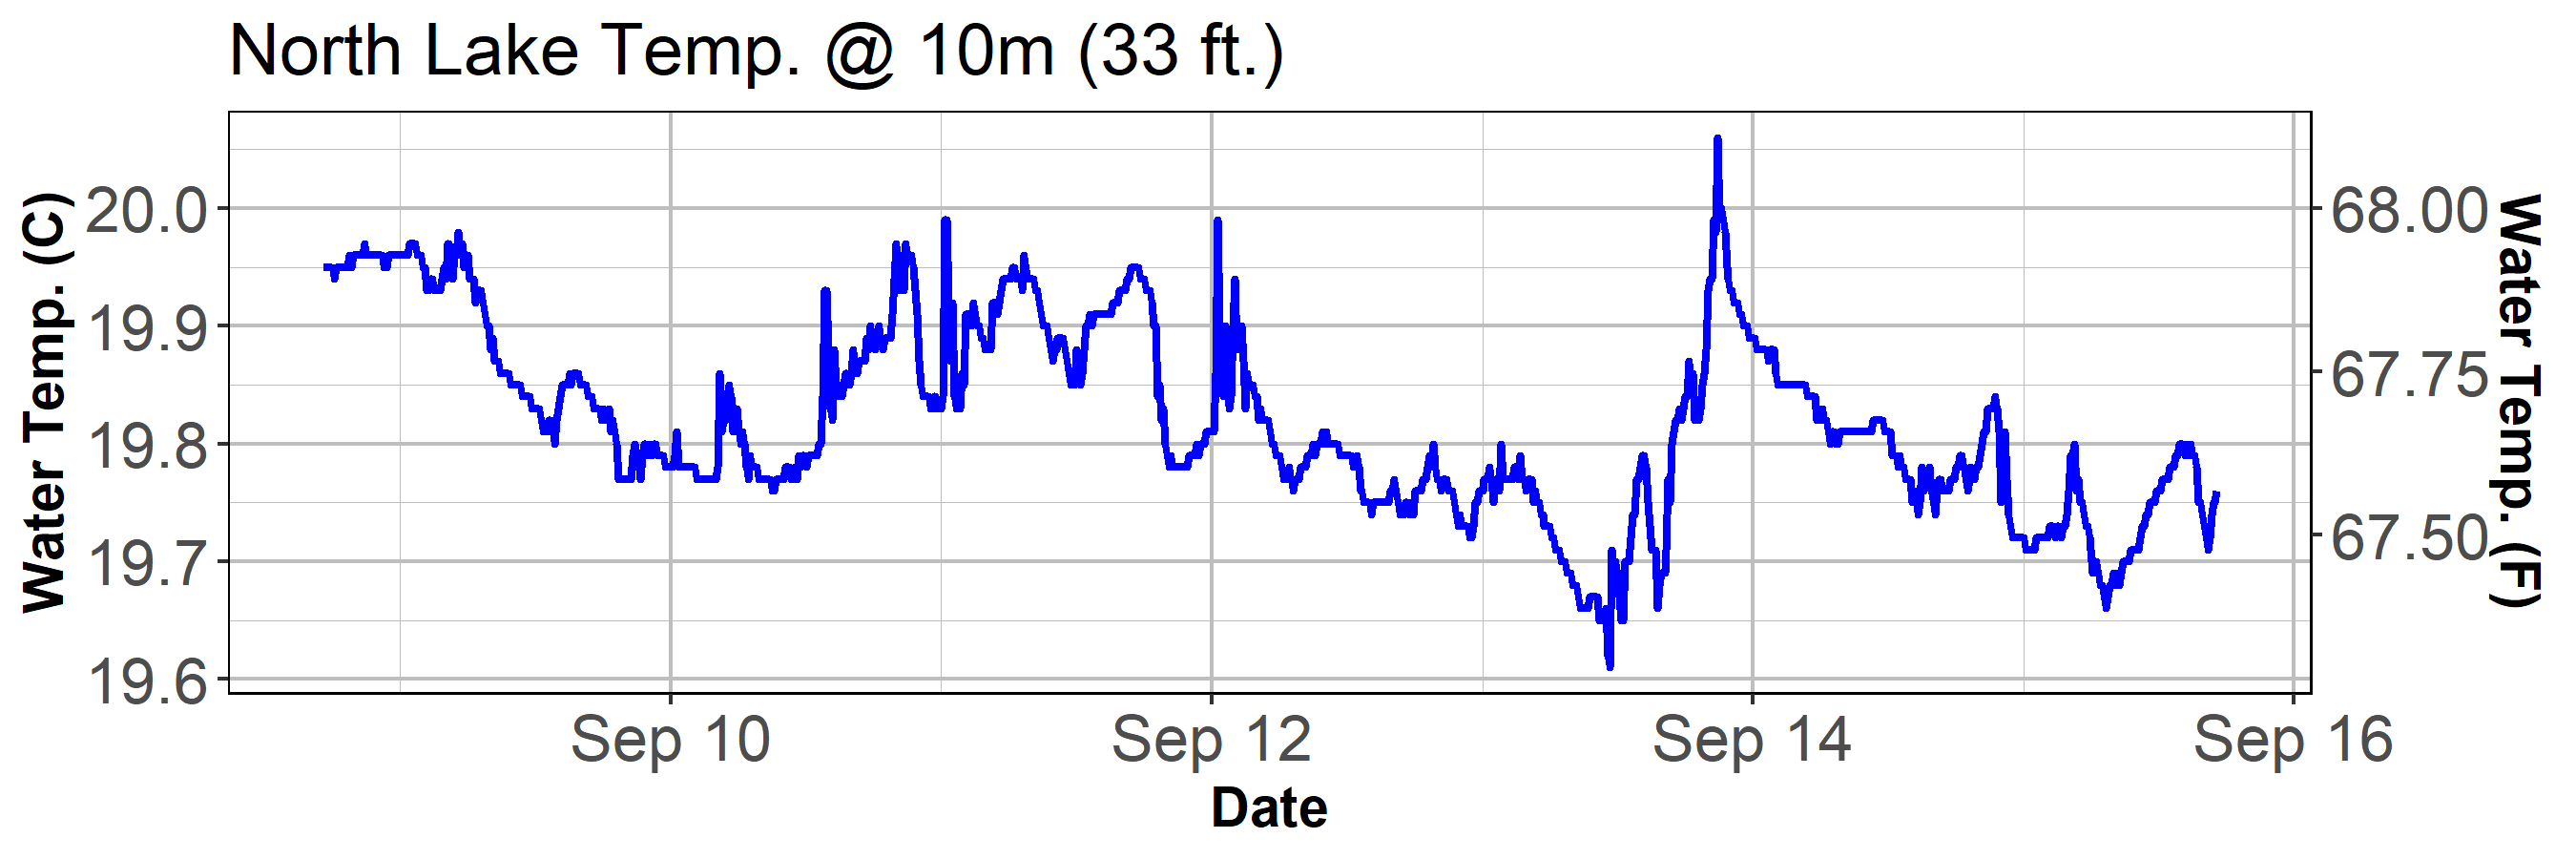 North Lake Temp. @ 10m (33 ft.)
Water Temp. (C)
20.0
19.9
19.8
19.7
19.6
68.00
67.75
67.50
Water Temp. (F)
Sep 10 Sep 12 Sep 14 Sep 16
Date